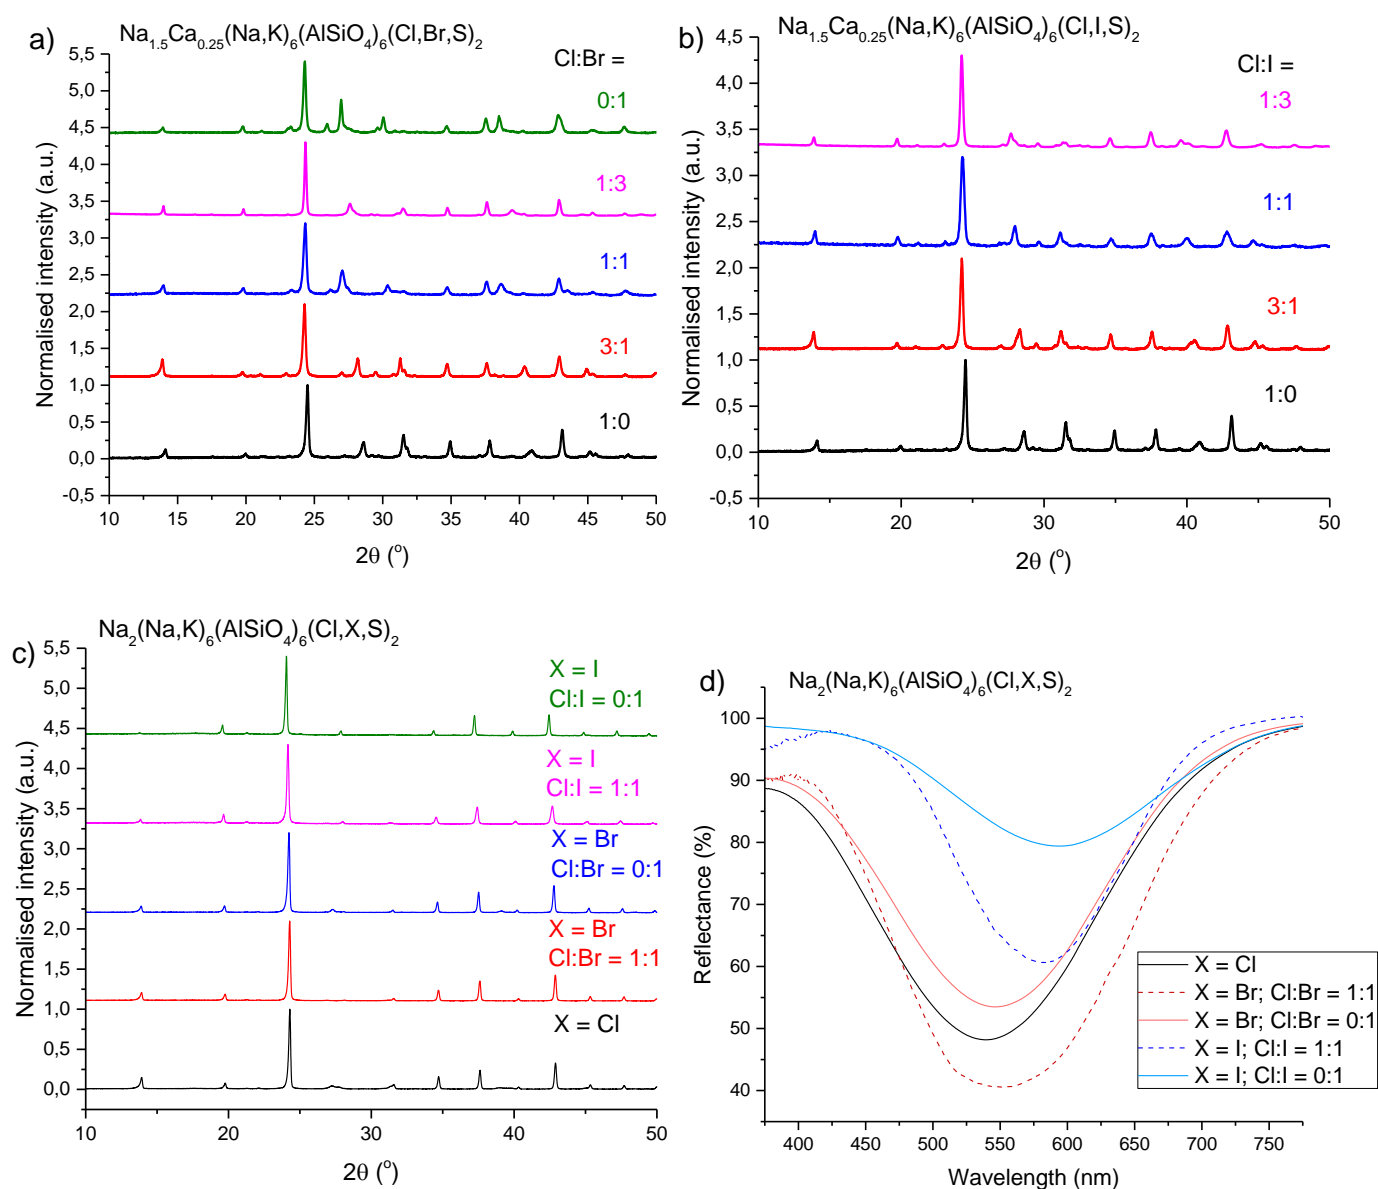 a)
Na1.5Ca0.25(Na,K)6(AlSiO4)6(Cl,Br,S)2
Cl:Br =
0:1
1:3
1:1
3:1
1:0
5,5
5,0
4,5
4,0
3,5
3,0
2,5
2,0
1,5
1,0
0,5
0,0
-0,5
Normalised intensity (a.u.)
10 15 20 25 30 35 40 45 50
2θ (o)
b)
Na1.5Ca0.25(Na,K)6(AlSiO4)6(Cl,I,S)2
Cl:I =
1:3
1:1
3:1
1:0
4,5
4,0
3,5
3,0
2,5
2,0
1,5
1,0
0,5
0,0
-0,5
Normalised intensity (a.u.)
10 20 30 40 50
2θ (o)
c)
Na2(Na,K)6(AlSiO4)6(Cl,X,S)2
X = I
Cl:I = 0:1
X = I
Cl:I = 1:1
X = Br
Cl:Br = 0:1
X = Br
Cl:Br = 1:1
X = Cl
5,5
5,0
4,5
4,0
3,5
3,0
2,5
2,0
1,5
1,0
0,5
0,0
Normalised intensity (a.u.)
10 20 30 40 50
2θ (o)
d)
Na2(Na,K)6(AlSiO4)6(Cl,X,S)2
100
90
80
70
60
50
40
Reflectance (%)
X = Cl
X = Br; Cl:Br = 1:1
X = Br; Cl:Br = 0:1
X = I; Cl:I = 1:1
X = I; Cl:I = 0:1
400 450 500 550 600 650 700 750
Wavelength (nm)